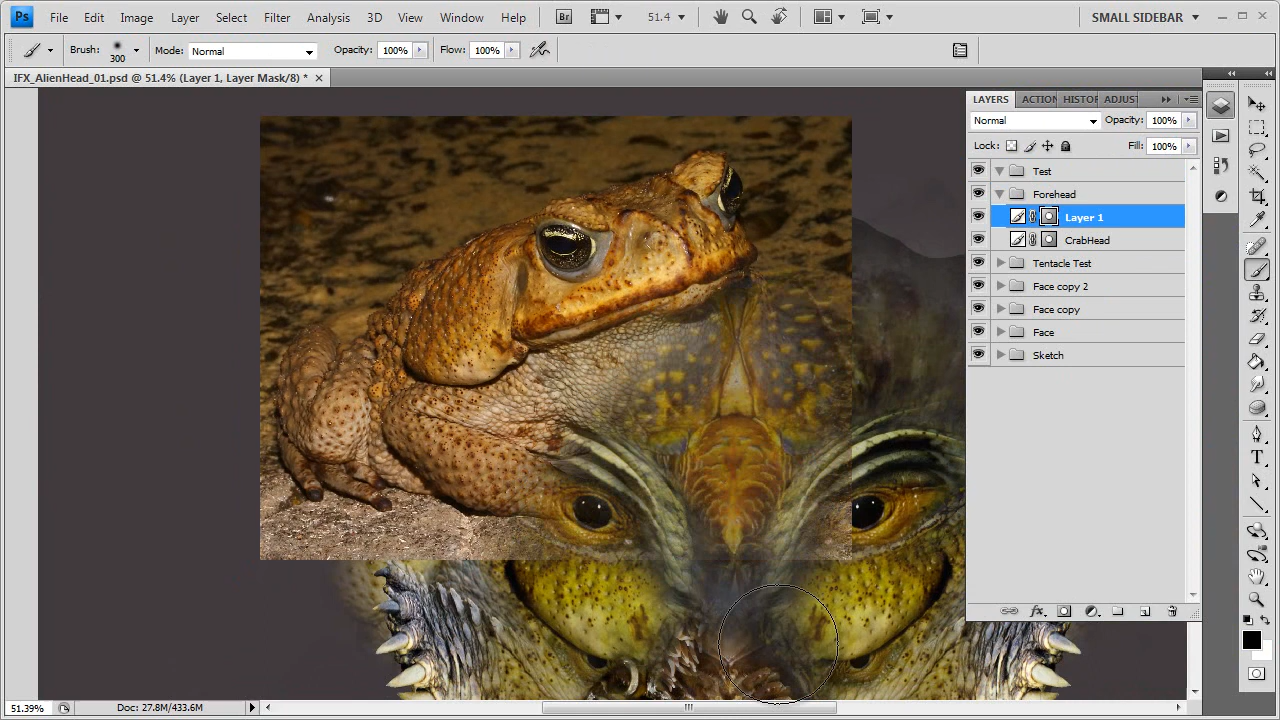 Ps File Edit Image Layer Select Filter Analysis 3D View Window Help Br 51.4 SMALL SIDEBAR
Brush: 300 Mode: Normal Opacity: 100% Flow: 100%
IFX_AlienHead_01.psd @ 51.4% (Layer 1, Layer Mask/8) *
LAYERS ACTION HISTOR ADJUST
Normal Opacity: 100%
Lock: Fill: 100%
Test
Forehead
Layer 1
CrabHead
Tentacle Test
Face copy 2
Face copy
Face
Sketch
fx
T
51.39% Doc: 27.8M/433.6M